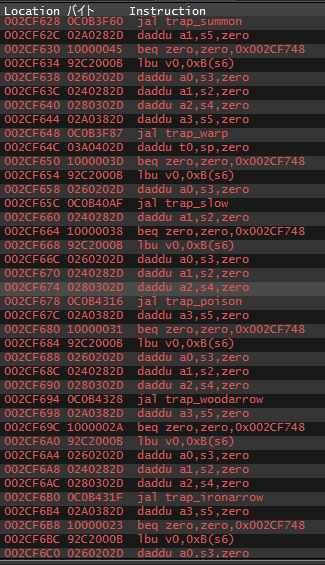 Location バイト Instruction
002CF628 0C0B3F60 jal trap_summon
002CF62C 02A0282D daddu a1,s5,zero
002CF630 10000045 beq zero,zero,0x002CF748
002CF634 92C2000B lbu v0,0xB(s6)
002CF638 0260202D daddu a0,s3,zero
002CF63C 0240282D daddu a1,s2,zero
002CF640 0280302D daddu a2,s4,zero
002CF644 02A0382D daddu a3,s5,zero
002CF648 0C0B3F87 jal trap_warp
002CF64C 03A0402D daddu t0,sp,zero
002CF650 1000003D beq zero,zero,0x002CF748
002CF654 92C2000B lbu v0,0xB(s6)
002CF658 0260202D daddu a0,s3,zero
002CF65C 0C0B40AF jal trap_slow
002CF660 0240282D daddu a1,s2,zero
002CF664 10000038 beq zero,zero,0x002CF748
002CF668 92C2000B lbu v0,0xB(s6)
002CF66C 0260202D daddu a0,s3,zero
002CF670 0240282D daddu a1,s2,zero
002CF674 0280302D daddu a2,s4,zero
002CF678 0C0B4316 jal trap_poison
002CF67C 02A0382D daddu a3,s5,zero
002CF680 10000031 beq zero,zero,0x002CF748
002CF684 92C2000B lbu v0,0xB(s6)
002CF688 0260202D daddu a0,s3,zero
002CF68C 0240282D daddu a1,s2,zero
002CF690 0280302D daddu a2,s4,zero
002CF694 0C0B4328 jal trap_woodarrow
002CF698 02A0382D daddu a3,s5,zero
002CF69C 1000002A beq zero,zero,0x002CF748
002CF6A0 92C2000B lbu v0,0xB(s6)
002CF6A4 0260202D daddu a0,s3,zero
002CF6A8 0240282D daddu a1,s2,zero
002CF6AC 0280302D daddu a2,s4,zero
002CF6B0 0C0B431F jal trap_ironarrow
002CF6B4 02A0382D daddu a3,s5,zero
002CF6B8 10000023 beq zero,zero,0x002CF748
002CF6BC 92C2000B lbu v0,0xB(s6)
002CF6C0 0260202D daddu a0,s3,zero